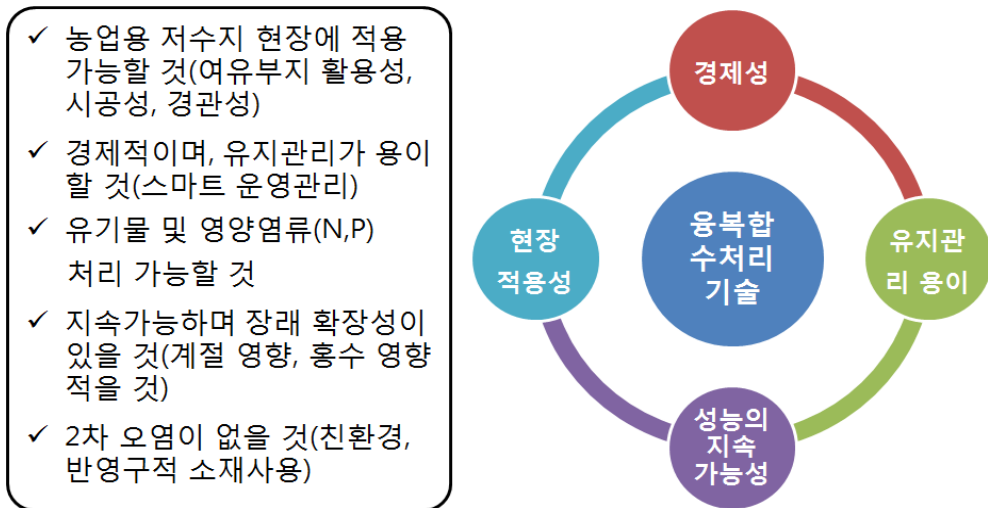 ✓ 농업용 저수지 현장에 적용
가능할 것(여유부지 활용성,
시공성, 경관성)
✓ 경제적이며, 유지관리가 용이
할 것(스마트 운영관리)
✓ 유기물 및 영양염류(N,P)
처리 가능할 것
✓ 지속가능하며 장래 확장성이
있을 것(계절 영향, 홍수 영향
적을 것)
✓ 2차 오염이 없을 것(친환경,
반영구적 소재사용)
경제성
융복합
수처리
기술
현장
적용성
유지관
리 용이
성능의
지속
가능성